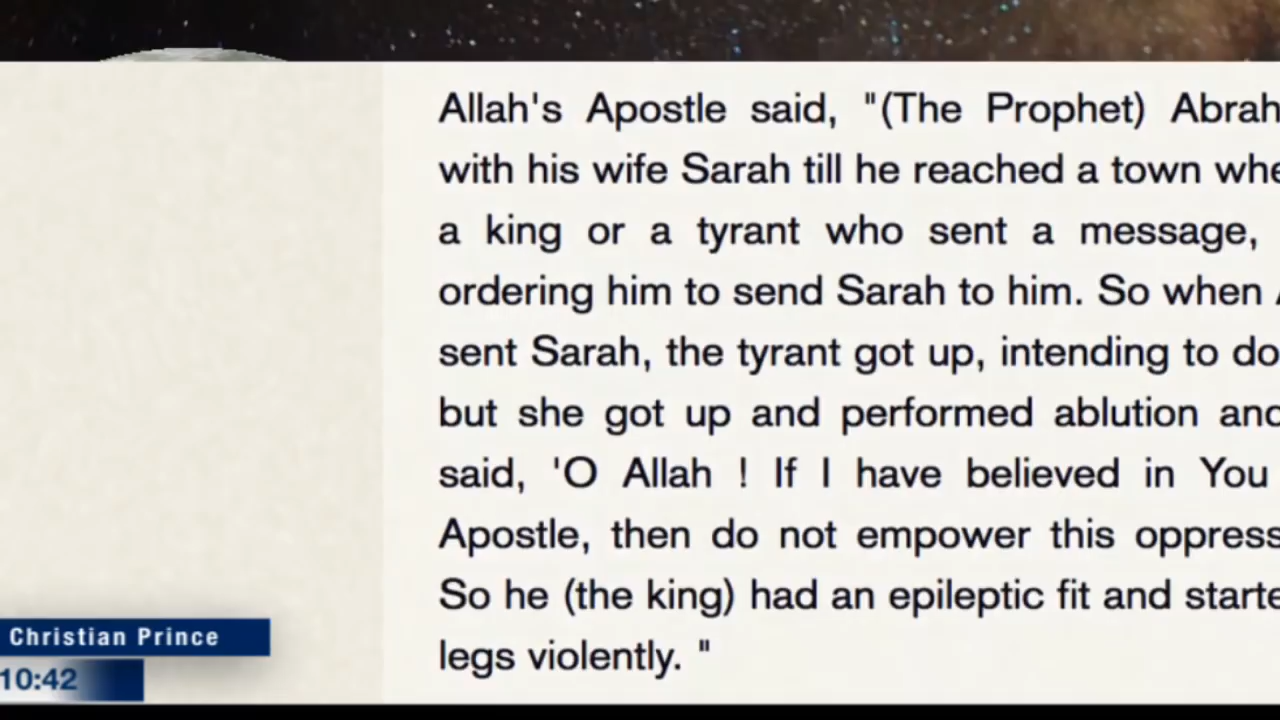 Allah's Apostle said, "(The Prophet) Abrah
with his wife Sarah till he reached a town whe
a king or a tyrant who sent a message,
ordering him to send Sarah to him. So when
sent Sarah, the tyrant got up, intending to do
but she got up and performed ablution and
said, 'O Allah ! If I have believed in You
Apostle, then do not empower this oppress
So he (the king) had an epileptic fit and starte
legs violently. "
Christian Prince
10:42